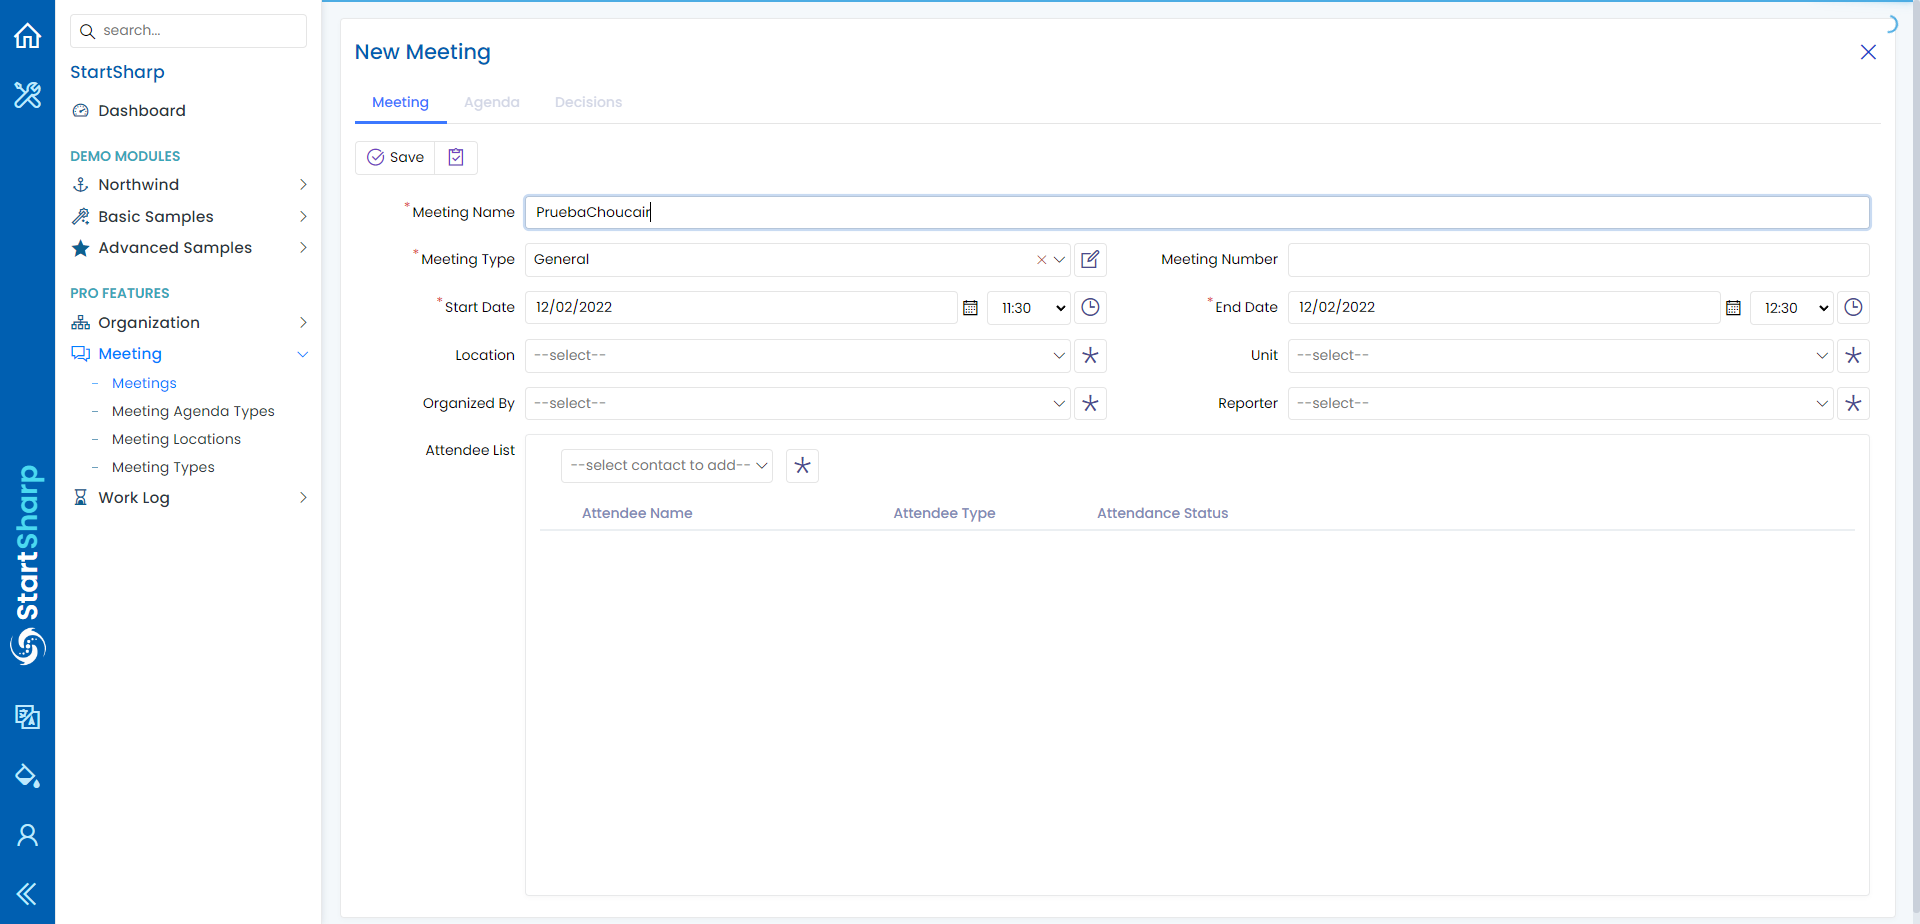 search...
StartSharp
Dashboard
DEMO MODULES
Northwind
Basic Samples
Advanced Samples
PRO FEATURES
Organization
Meeting
Meetings
Meeting Agenda Types
Meeting Locations
Meeting Types
Work Log
StartSharp
New Meeting
Meeting Agenda Decisions
Save
*Meeting Name PruebaChoucair
*Meeting Type General Meeting Number
*Start Date 12/02/2022 11:30 *End Date 12/02/2022 12:30
Location --select-- Unit --select--
Organized By --select-- Reporter --select--
Attendee List
--select contact to add--
Attendee Name Attendee Type Attendance Status